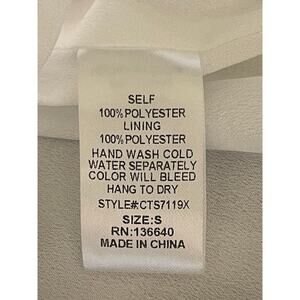 SELF
100%POLYESTER
LINING
100%POLYESTER
HAND WASH COLD
WATER SEPARATELY
COLOR WILL BLEED
HANG TO DRY
STYLE#CTS7119X
SIZE:S
RN:136640
MADE IN CHINA